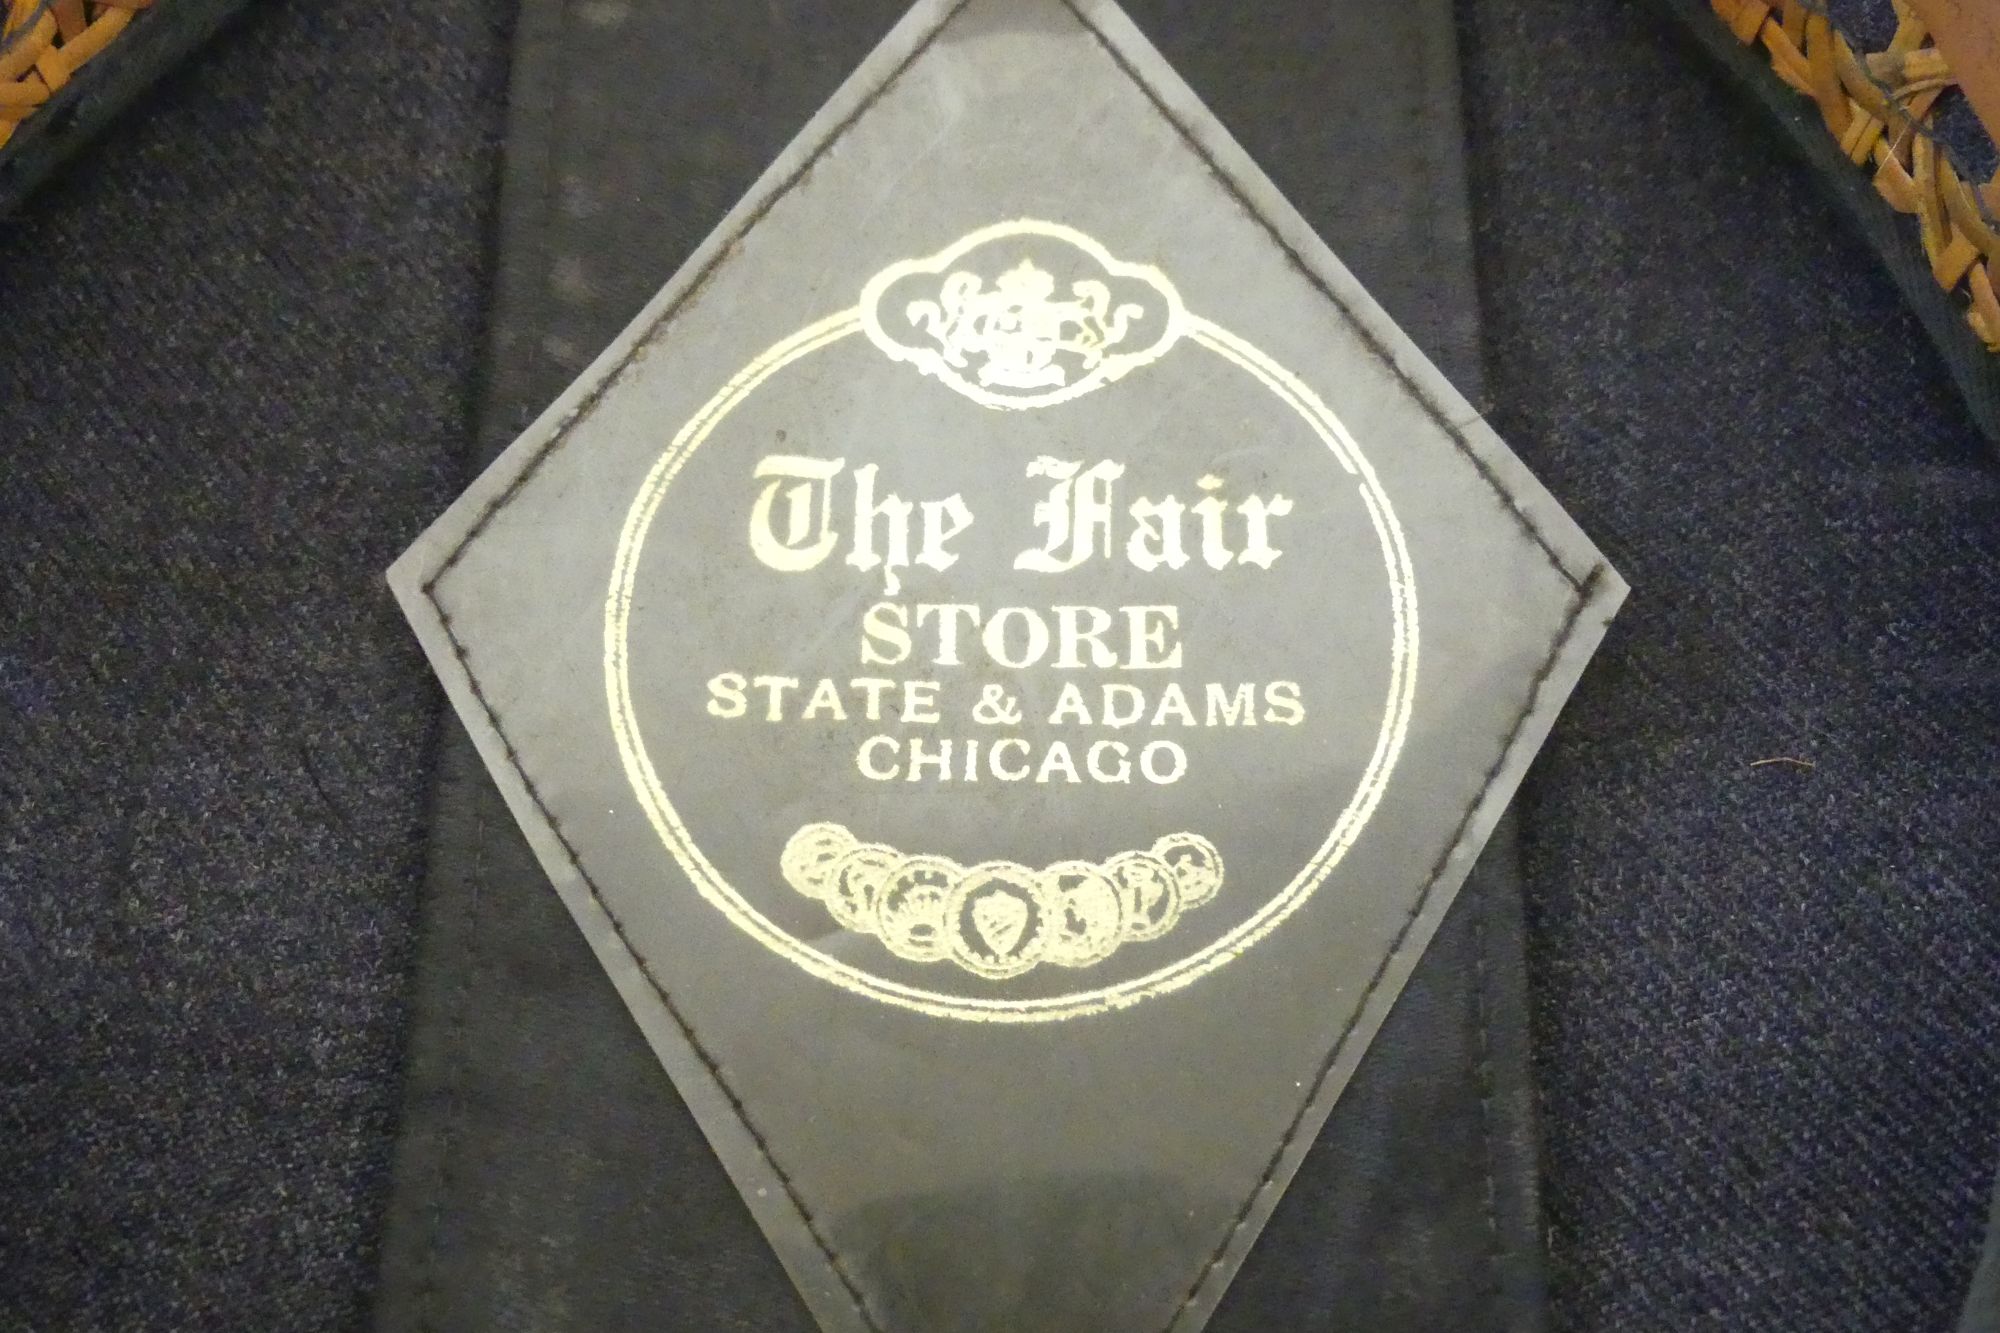 The Fair
STORE
STATE & ADAMS
CHICAGO